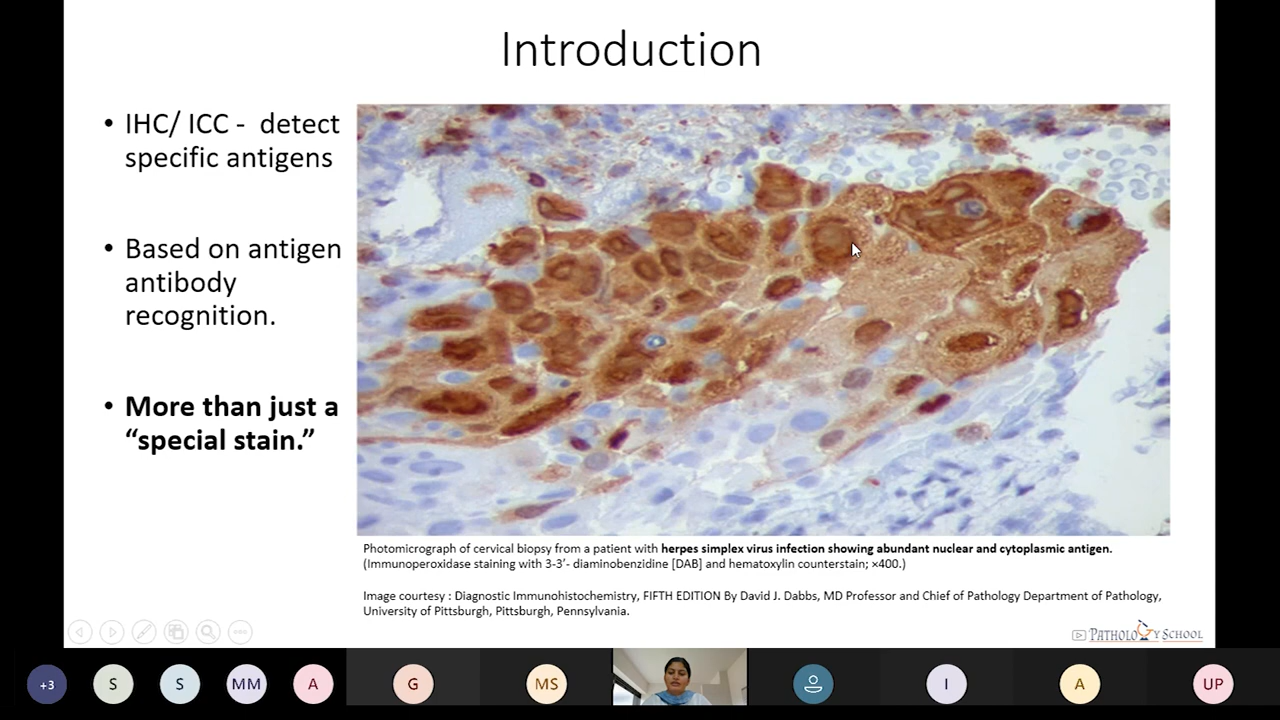 Introduction
• IHC/ ICC - detect
specific antigens
• Based on antigen
antibody
recognition.
• More than just a
“special stain.”
Photomicrograph of cervical biopsy from a patient with herpes simplex virus infection showing abundant nuclear and cytoplasmic antigen.
(Immunoperoxidase staining with 3-3’- diaminobenzidine [DAB] and hematoxylin counterstain; ×400.)
Image courtesy : Diagnostic Immunohistochemistry, FIFTH EDITION By David J. Dabbs, MD Professor and Chief of Pathology Department of Pathology,
University of Pittsburgh, Pittsburgh, Pennsylvania.
PATHOLOGY SCHOOL
+3 S S MM A G MS I A UP